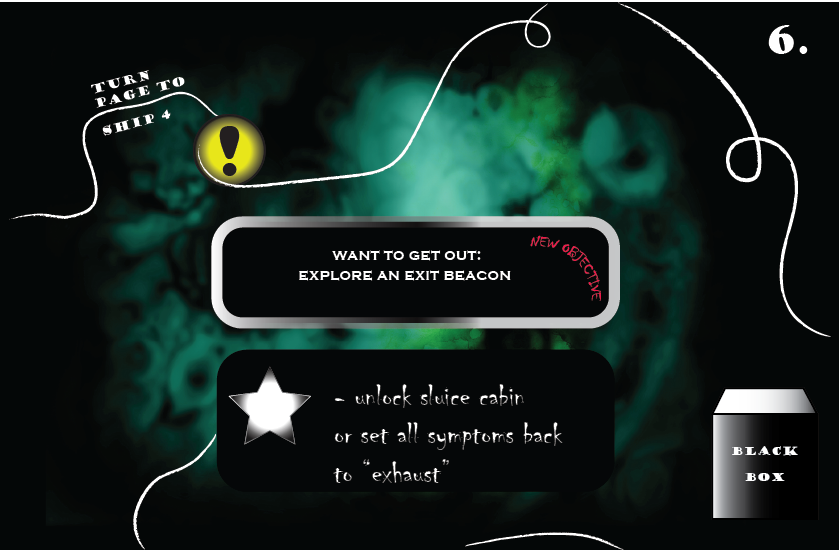 6.
TURN
PAGE TO
SHIP 4
!
WANT TO GET OUT:
EXPLORE AN EXIT BEACON
NEW OBJECTIVE
- unlock sluice cabin
or set all symptoms back
to “exhaust”
BLACK
BOX